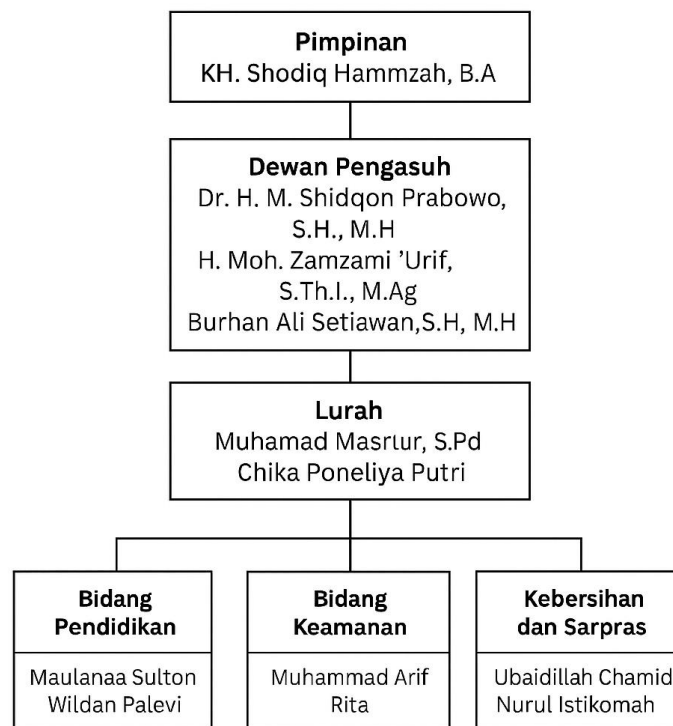 Pimpinan
KH. Shodiq Hammzah, B.A
Dewan Pengasuh
Dr. H. M. Shidqon Prabowo,
S.H., M.H
H. Moh. Zamzami ’Urif,
S.Th.I., M.Ag
Burhan Ali Setiawan,S.H, M.H
Lurah
Muhamad Masrtur, S.Pd
Chika Poneliya Putri
Bidang
Pendidikan
Maulanaa Sulton
Wildan Palevi
Bidang
Keamanan
Muhammad Arif
Rita
Kebersihan
dan Sarpras
Ubaidillah Chamid
Nurul Istikomah